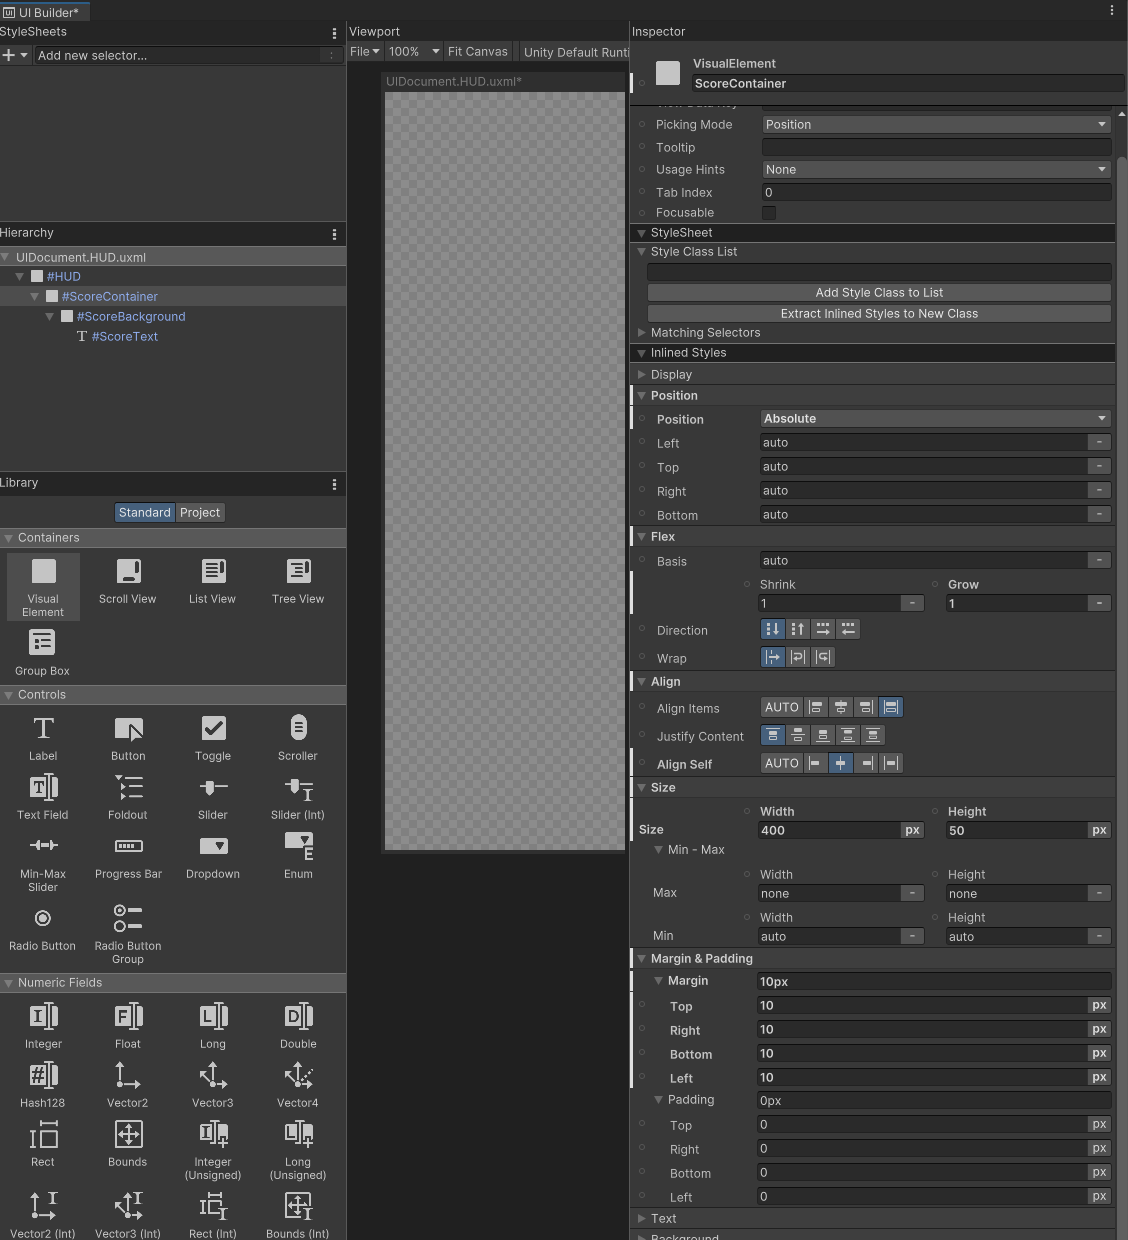 UI Builder*
StyleSheets
Add new selector...
Hierarchy
UIDocument.HUD.uxml
#HUD
#ScoreContainer
#ScoreBackground
#ScoreText
Library
Standard Project
Containers
Visual Element
Scroll View
List View
Tree View
Group Box
Controls
Label
Button
Toggle
Scroller
Text Field
Foldout
Slider
Slider (Int)
Min-Max Slider
Progress Bar
Dropdown
Enum
Radio Button
Radio Button Group
Numeric Fields
Integer
Float
Long
Double
Hash128
Vector2
Vector3
Vector4
Rect
Bounds
Integer (Unsigned)
Long (Unsigned)
Vector2 (Int)
Vector3 (Int)
Rect (Int)
Bounds (Int)
Viewport
File 100% Fit Canvas Unity Default Runti
UIDocument.HUD.uxml*
Inspector
VisualElement
ScoreContainer
View Data Key
Picking Mode Position
Tooltip
Usage Hints None
Tab Index 0
Focusable
StyleSheet
Style Class List
Add Style Class to List
Extract Inlined Styles to New Class
Matching Selectors
Inlined Styles
Display
Position
Position Absolute
Left auto -
Top auto -
Right auto -
Bottom auto -
Flex
Basis auto -
Shrink Grow
1 - 1 -
Direction
Wrap
Align
Align Items AUTO
Justify Content
Align Self AUTO
Size
Width Height
Size 400 px 50 px
Min - Max
Width Height
Max none - none -
Width Height
Min auto - auto -
Margin & Padding
Margin 10px
Top 10 px
Right 10 px
Bottom 10 px
Left 10 px
Padding 0px
Top 0 px
Right 0 px
Bottom 0 px
Left 0 px
Text
Background